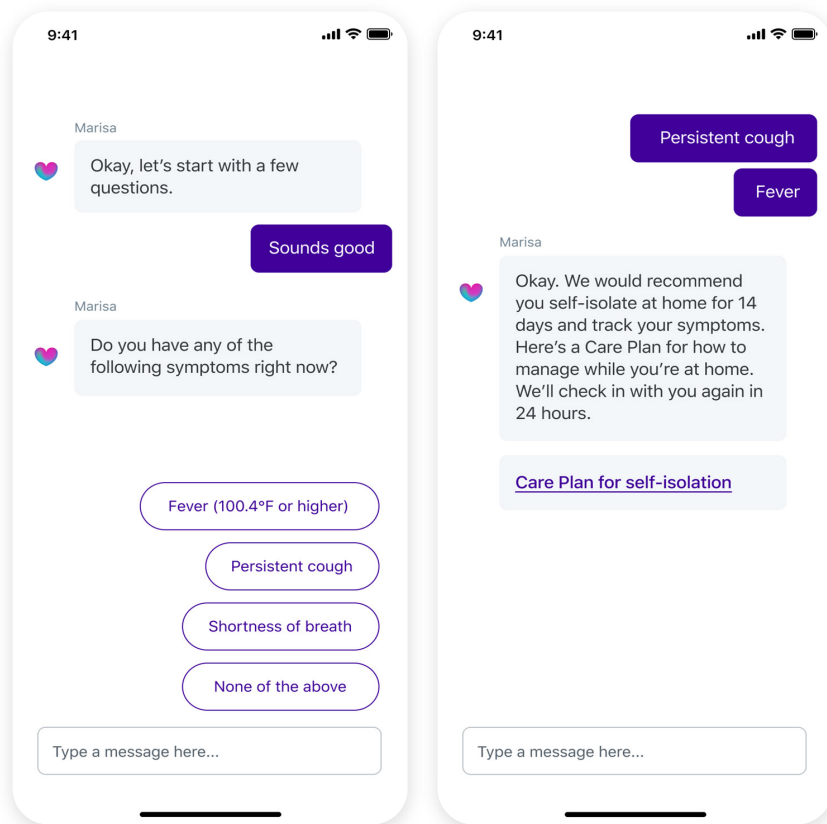 9:41
Marisa
Okay, let’s start with a few
questions.
Sounds good
Marisa
Do you have any of the
following symptoms right now?
Fever (100.4°F or higher)
Persistent cough
Shortness of breath
None of the above
Type a message here...
9:41
Persistent cough
Fever
Marisa
Okay. We would recommend
you self-isolate at home for 14
days and track your symptoms.
Here’s a Care Plan for how to
manage while you’re at home.
We’ll check in with you again in
24 hours.
Care Plan for self-isolation
Type a message here...